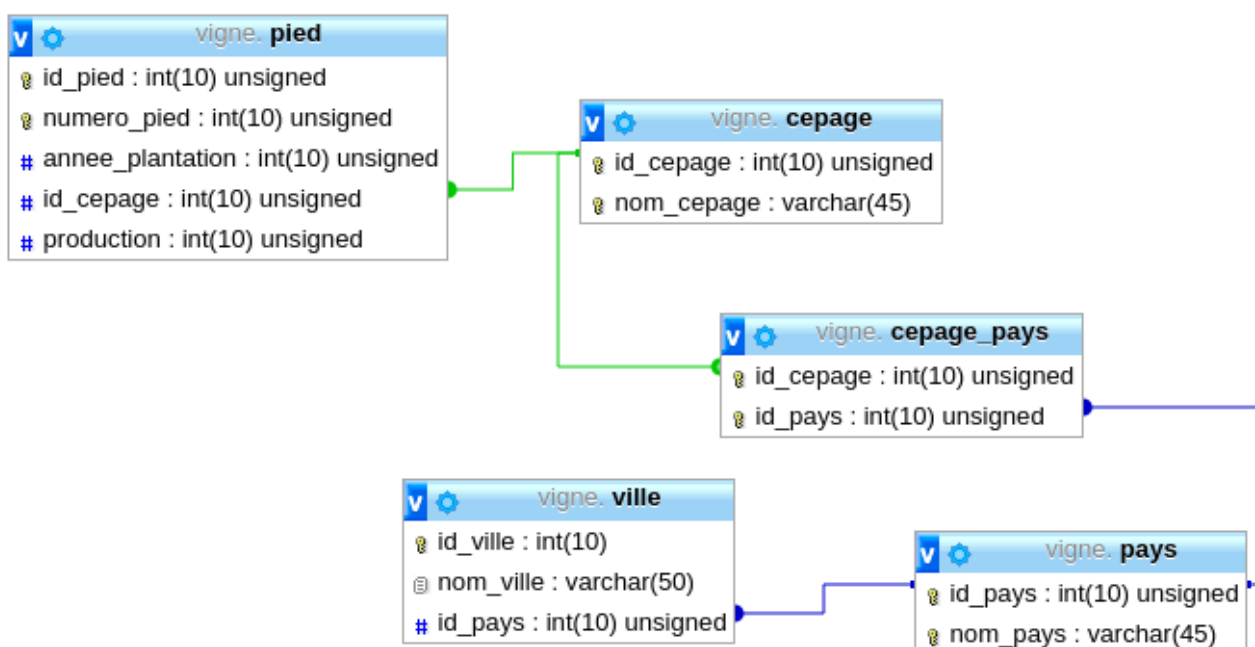 v vigne. pied
id_pied : int(10) unsigned
numero_pied : int(10) unsigned
# annee_plantation : int(10) unsigned
# id_cepage : int(10) unsigned
# production : int(10) unsigned
v vigne. cepage
id_cepage : int(10) unsigned
nom_cepage : varchar(45)
v vigne. cepage_pays
id_cepage : int(10) unsigned
id_pays : int(10) unsigned
v vigne. ville
id_ville : int(10)
nom_ville : varchar(50)
# id_pays : int(10) unsigned
v vigne. pays
id_pays : int(10) unsigned
nom_pays : varchar(45)